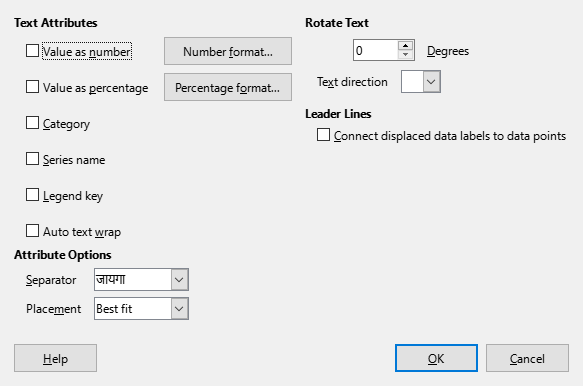 Text Attributes
Value as number
Number format...
Value as percentage
Percentage format...
Category
Series name
Legend key
Auto text wrap
Attribute Options
Separator
जायगा
Placement
Best fit
Rotate Text
0
Degrees
Text direction
Leader Lines
Connect displaced data labels to data points
Help
OK
Cancel